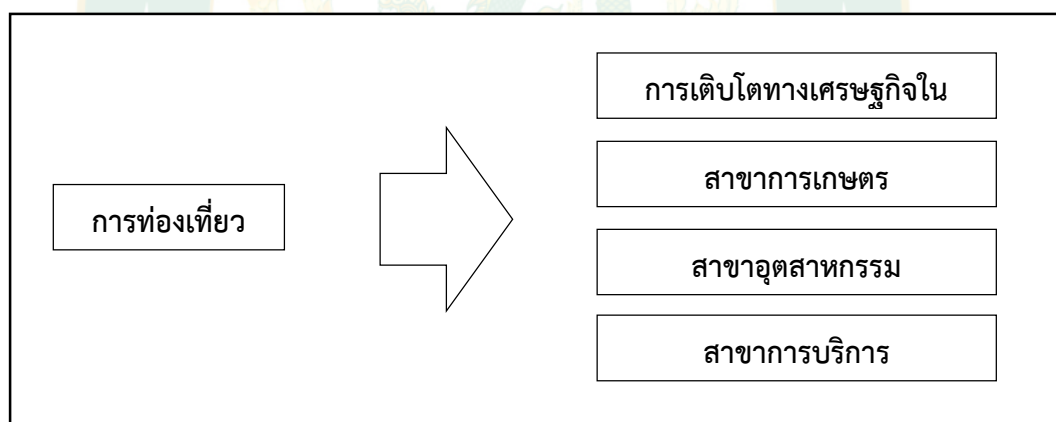 การเติบโตทางเศรษฐกิจใน
สาขาการเกษตร
การท่องเที่ยว
สาขาอุตสาหกรรม
สาขาการบริการ